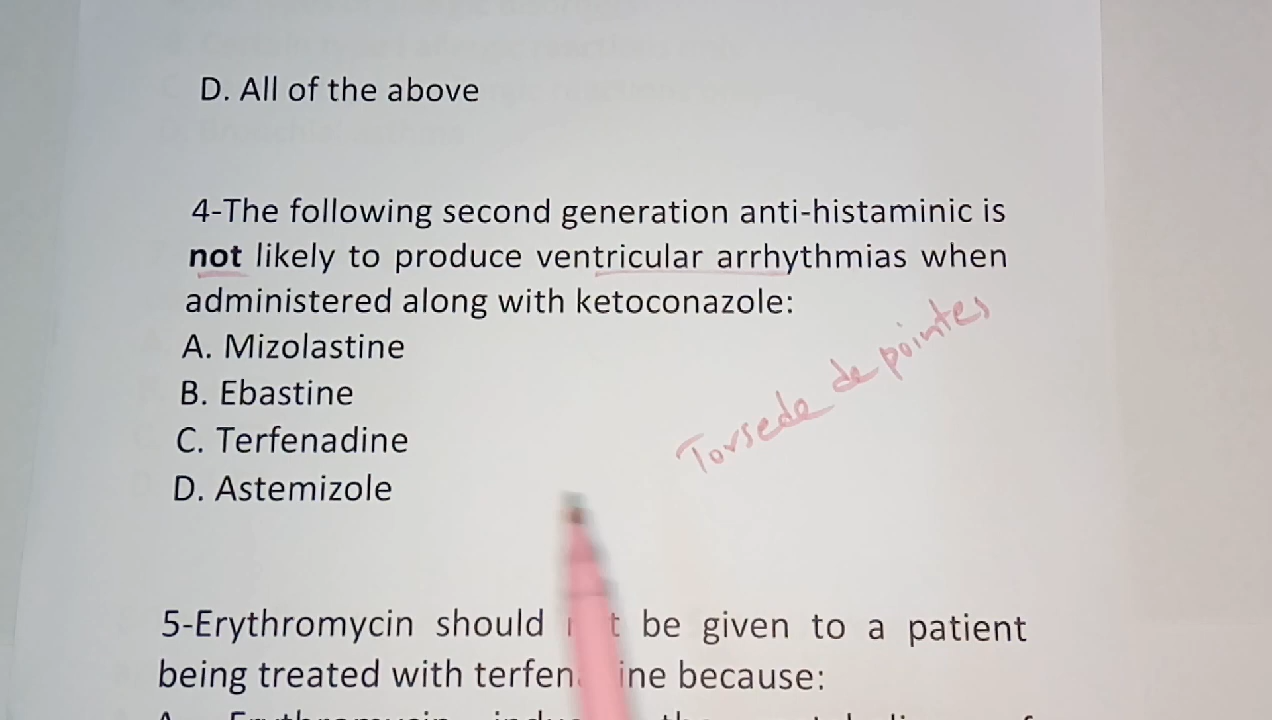 D. All of the above
4-The following second generation anti-histaminic is
not likely to produce ventricular arrhythmias when
administered along with ketoconazole:
A. Mizolastine
B. Ebastine
C. Terfenadine
D. Astemizole
Torsede de pointes
5-Erythromycin should be given to a patient
being treated with because: